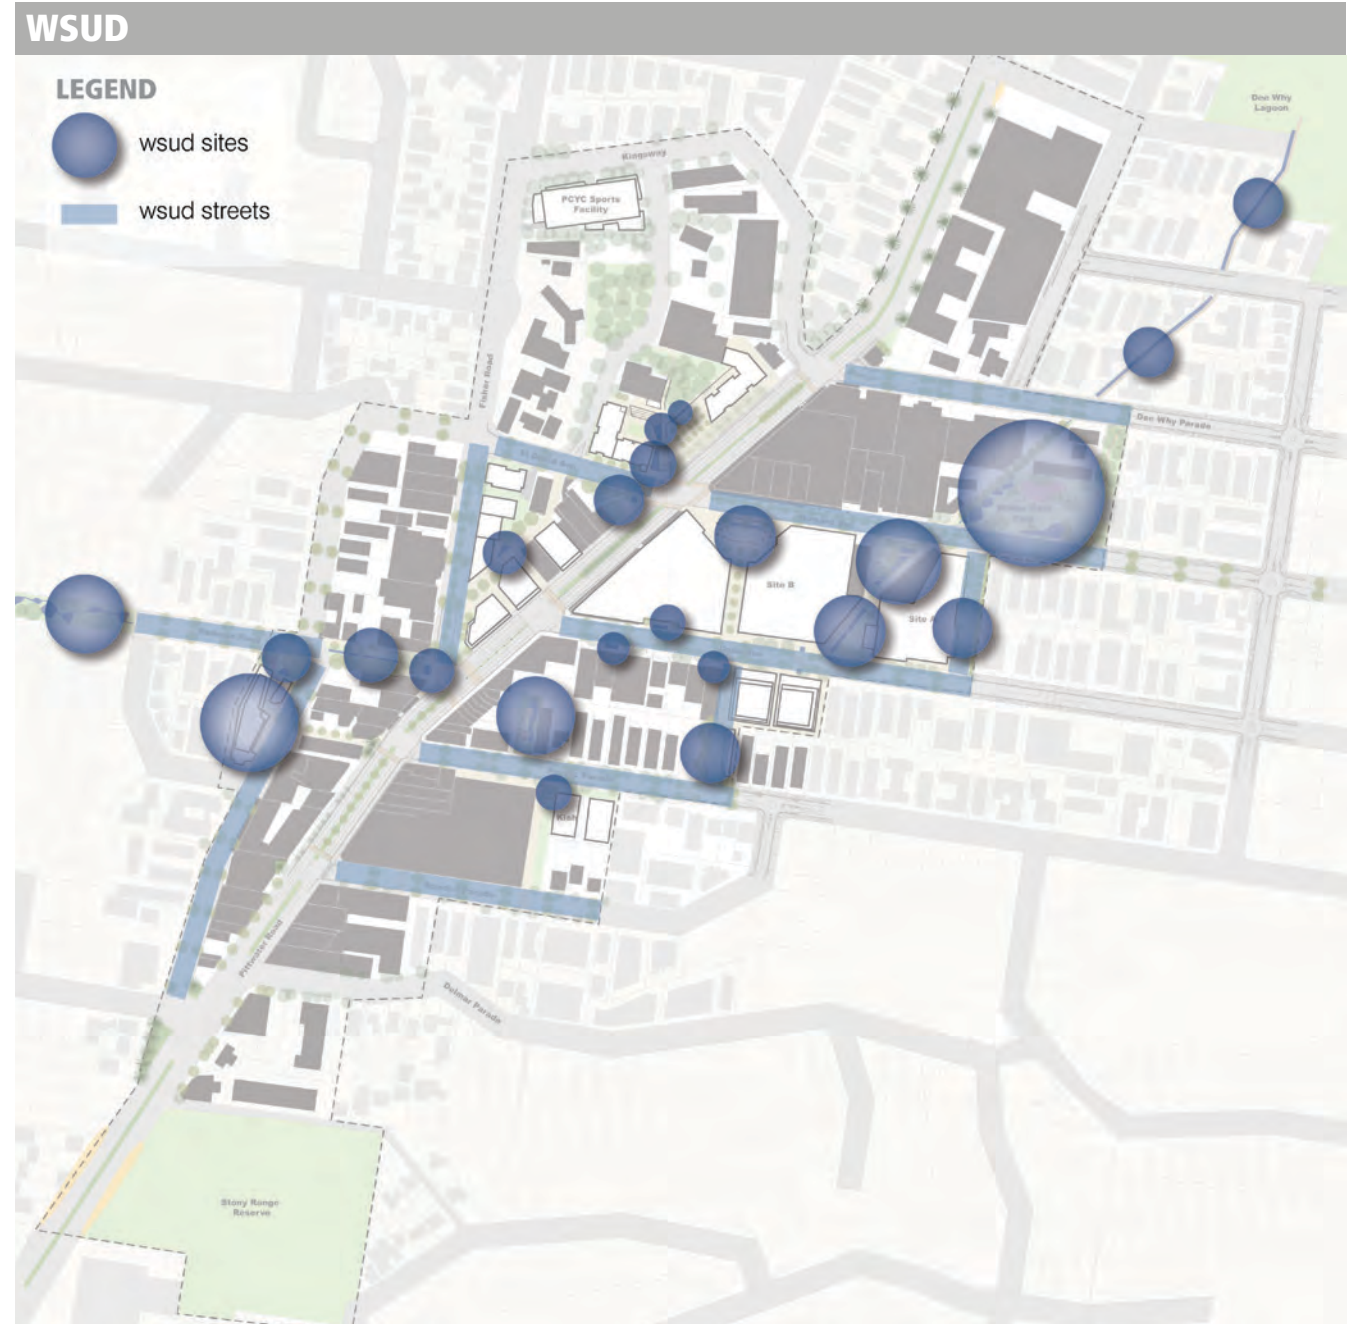 WSUD
LEGEND
wsud sites
wsud streets
Dee Why
Lagoon
Kingsway
PCYC Sports
Facility
Fisher Road
Dee Why Parade
Site B
Site A
Pittwater Road
Delmar Parade
Stony Range
Reserve